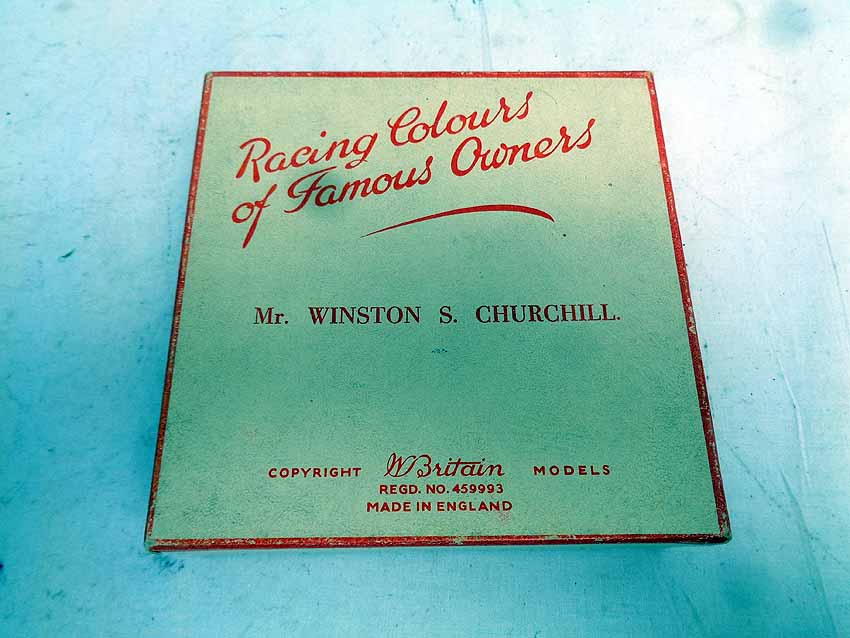 Racing Colours
of Famous Owners
Mr. WINSTON S. CHURCHILL.
COPYRIGHT W Britain MODELS
REGD. NO. 459993
MADE IN ENGLAND